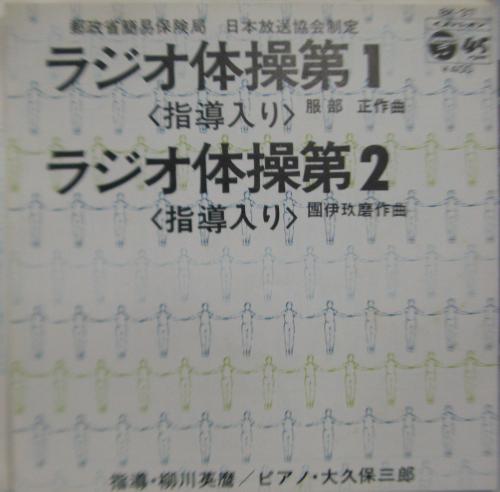 郵政省簡易保険局 日本放送協会制定
ラジオ体操第1
〈指導入り〉 服部 正作曲
ラジオ体操第2
〈指導入り〉 團伊玖磨作曲
45
¥400
指導・柳川英麿/ピアノ・大久保三郎